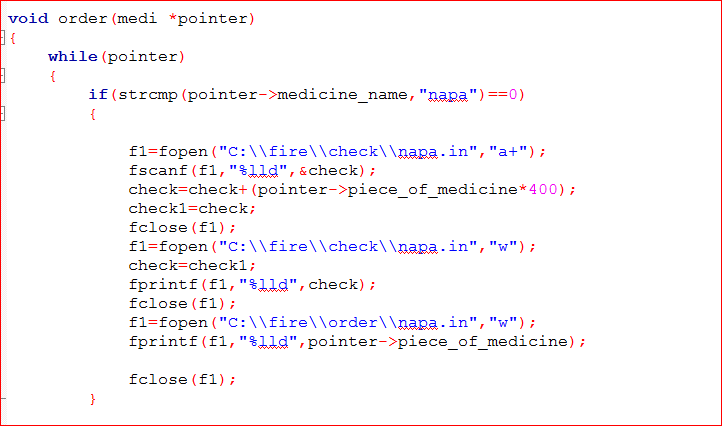 void order(medi *pointer)
{
    while(pointer)
    {
        if(strcmp(pointer->medicine_name,"napa")==0)
        {

            f1=fopen("C:\\fire\\check\\napa.in","a+");
            fscanf(f1,"%lld",&check);
            check=check+(pointer->piece_of_medicine*400);
            check1=check;
            fclose(f1);
            f1=fopen("C:\\fire\\check\\napa.in","w");
            check=check1;
            fprintf(f1,"%lld",check);
            fclose(f1);
            f1=fopen("C:\\fire\\order\\napa.in","w");
            fprintf(f1,"%lld",pointer->piece_of_medicine);

            fclose(f1);
        }